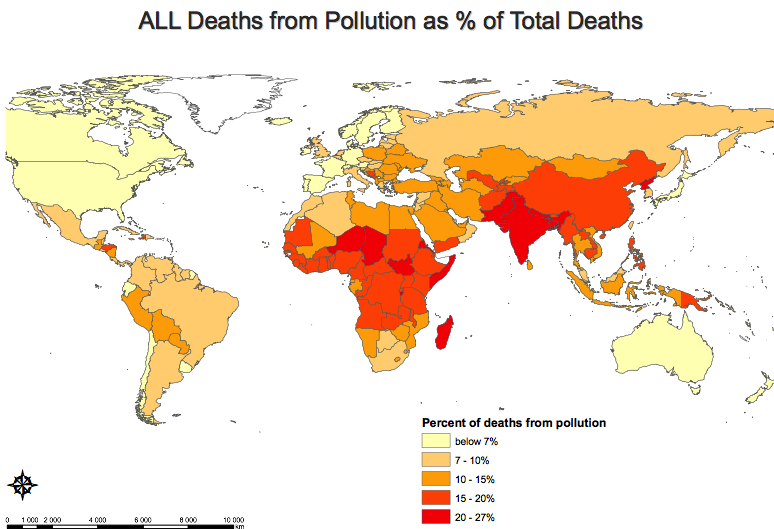 ALL Deaths from Pollution as % of Total Deaths
Percent of deaths from pollution
below 7%
7 - 10%
10 - 15%
15 - 20%
20 - 27%
0 1 000 2 000 4 000 6 000 8 000 10 000
km